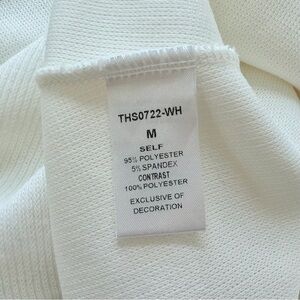 THS0722-WH
M
SELF
95% POLYESTER
5% SPANDEX
CONTRAST
100% POLYESTER
EXCLUSIVE OF
DECORATION